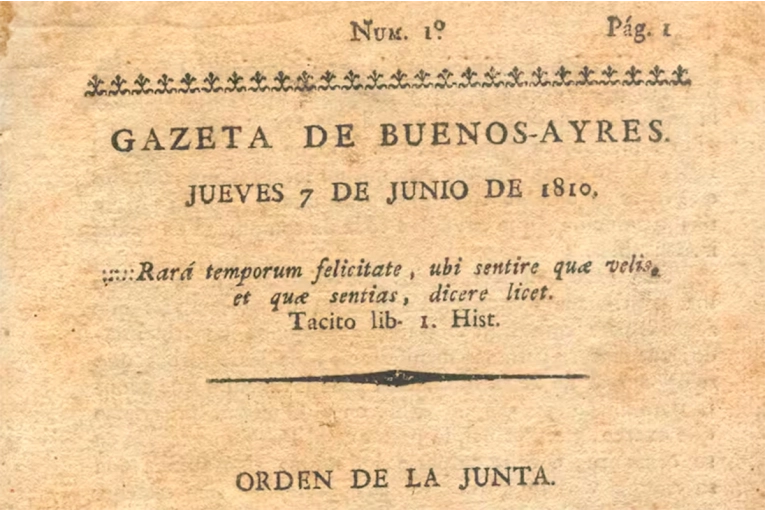 Num. 1º Pág. 1
GAZETA DE BUENOS-AYRES.
JUEVES 7 DE JUNIO DE 1810.
:::::Rará temporum felicitate, ubi sentire quæ velis,
et quæ sentias, dicere licet.
Tacito lib- 1. Hist.
ORDEN DE LA JUNTA.